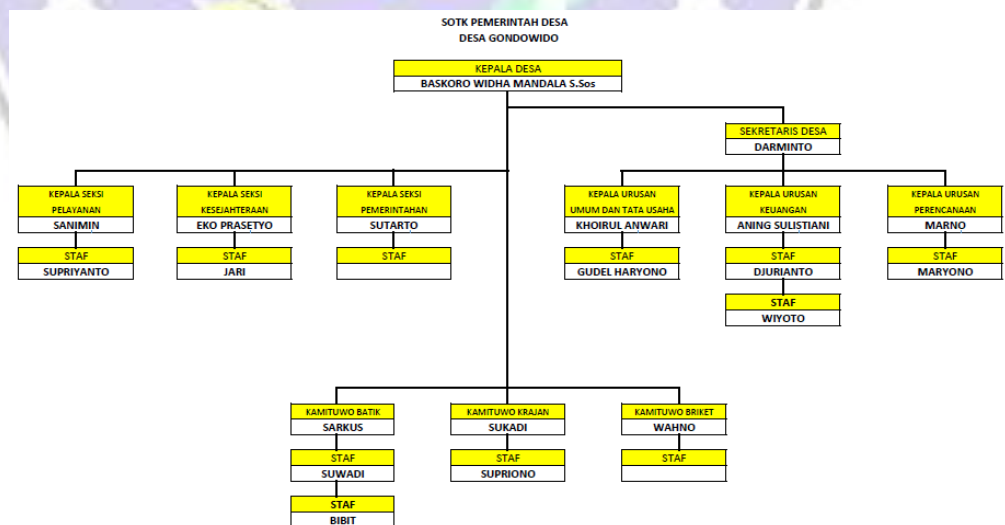 SOTK PEMERINTAH DESA
DESA GONDOWIDO
KEPALA DESA
BASKORO WIDHA MANDALA S.Sos
SEKRETARIS DESA
DARMINTO
KEPALA SEKSI
PELAYANAN
SANIMIN
STAF
SUPRIYANTO
KEPALA SEKSI
KESEJAHTERAAN
EKO PRASETYO
STAF
JARI
KEPALA SEKSI
PEMERINTAHAN
SUTARTO
STAF
KEPALA URUSAN
UMUM DAN TATA USAHA
KHOIRUL ANWARI
STAF
GUDEL HARYONO
KEPALA URUSAN
KEUANGAN
ANING SULISTIANI
STAF
DJURIANTO
STAF
WIYOTO
KEPALA URUSAN
PERENCANAAN
MARNO
STAF
MARYONO
KAMITUWO BATIK
SARKUS
STAF
SUWADI
STAF
BIBIT
KAMITUWO KRAJAN
SUKADI
STAF
SUPRIONO
KAMITUWO BRIKET
WAHNO
STAF